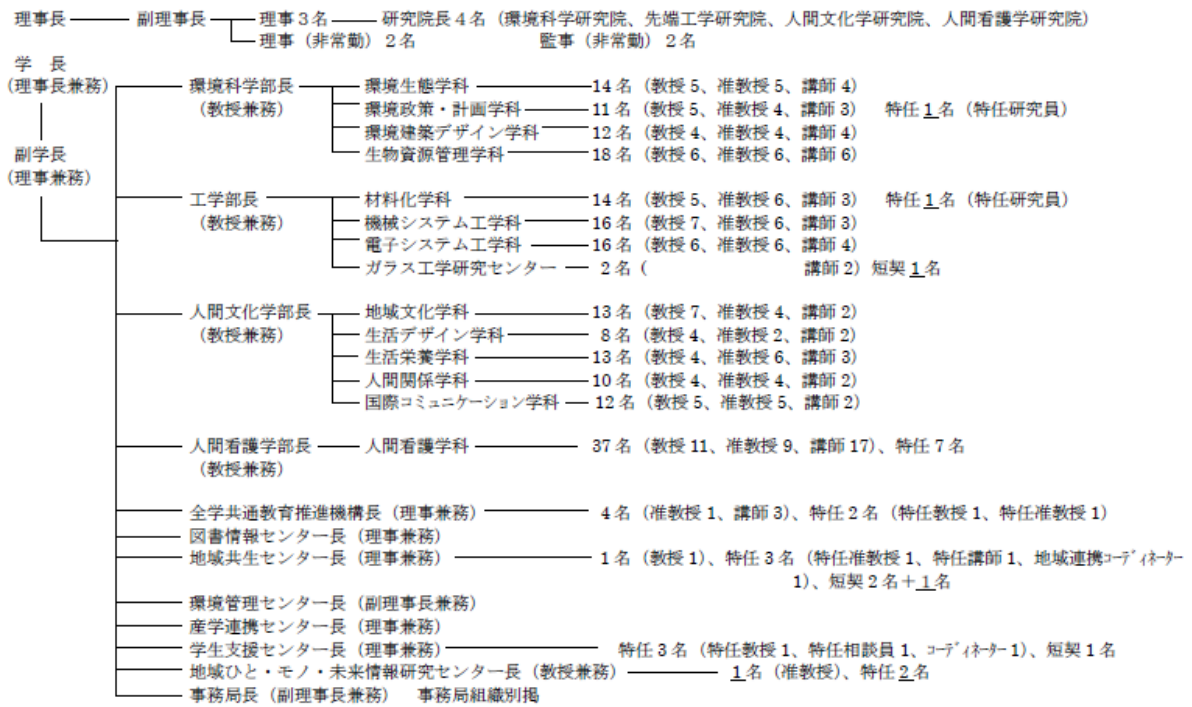 理事長 副理事長 理事3名 研究院長4名（環境科学研究院、先端工学研究院、人間文化学研究院、人間看護学研究院）
理事（非常勤）2名 監事（非常勤）2名
学　長
（理事長兼務）
副学長
（理事兼務）
環境科学部長 環境生態学科 14名（教授5、准教授5、講師4）
（教授兼務） 環境政策・計画学科 11名（教授5、准教授4、講師3） 特任1名（特任研究員）
環境建築デザイン学科 12名（教授4、准教授4、講師4）
生物資源管理学科 18名（教授6、准教授6、講師6）
工学部長 材料化学科 14名（教授5、准教授6、講師3） 特任1名（特任研究員）
（教授兼務） 機械システム工学科 16名（教授7、准教授6、講師3）
電子システム工学科 16名（教授6、准教授6、講師4）
ガラス工学研究センター 2名（ 講師2）短契1名
人間文化学部長 地域文化学科 13名（教授7、准教授4、講師2）
（教授兼務） 生活デザイン学科 8名（教授4、准教授2、講師2）
生活栄養学科 13名（教授4、准教授6、講師3）
人間関係学科 10名（教授4、准教授4、講師2）
国際コミュニケーション学科 12名（教授5、准教授5、講師2）
人間看護学部長 人間看護学科 37名（教授11、准教授9、講師17）、特任7名
（教授兼務）
全学共通教育推進機構長（理事兼務） 4名（准教授1、講師3）、特任2名（特任教授1、特任准教授1）
図書情報センター長（理事兼務）
地域共生センター長（理事兼務） 1名（教授1）、特任3名（特任准教授1、特任講師1、地域連携ｺｰﾃﾞｨﾈｰﾀｰ
1）、短契2名＋1名
環境管理センター長（副理事長兼務）
産学連携センター長（理事兼務）
学生支援センター長（理事兼務） 特任3名（特任教授1、特任相談員1、ｺｰﾃﾞｨﾈｰﾀｰ1）、短契1名
地域ひと・モノ・未来情報研究センター長（教授兼務） 1名（准教授）、特任2名
事務局長（副理事長兼務） 事務局組織別掲